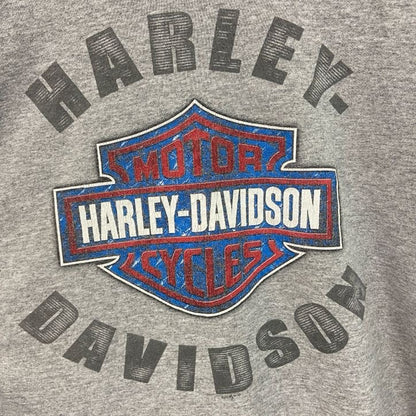 HARLEY-
MOTOR
HARLEY-DAVIDSON
CYCLES
DAVIDSON